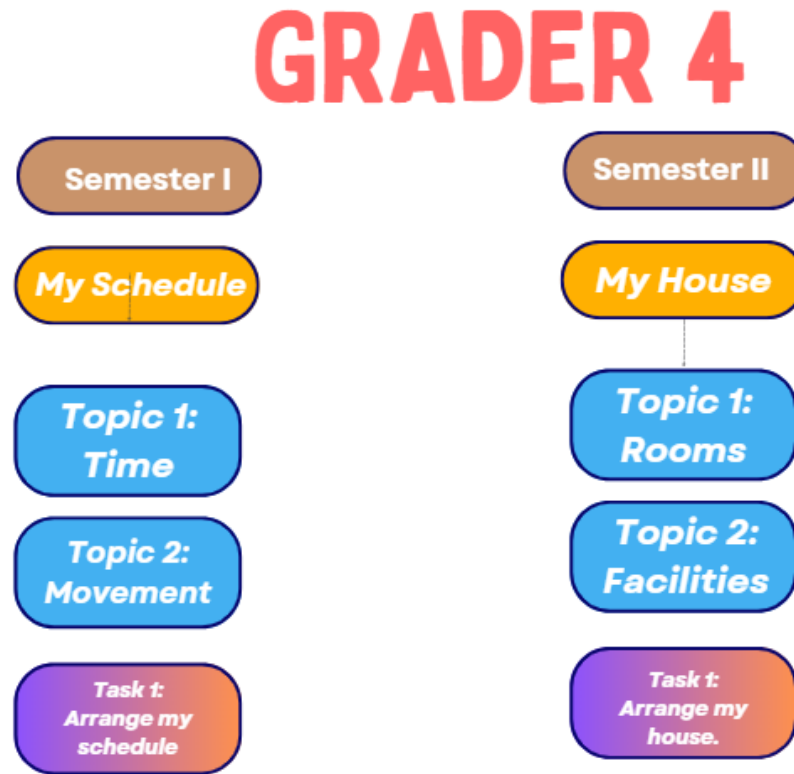 GRADER 4
Semester I
My Schedule
Topic 1:
Time
Topic 2:
Movement
Task 1:
Arrange my
schedule
Semester II
My House
Topic 1:
Rooms
Topic 2:
Facilities
Task 1:
Arrange my
house.